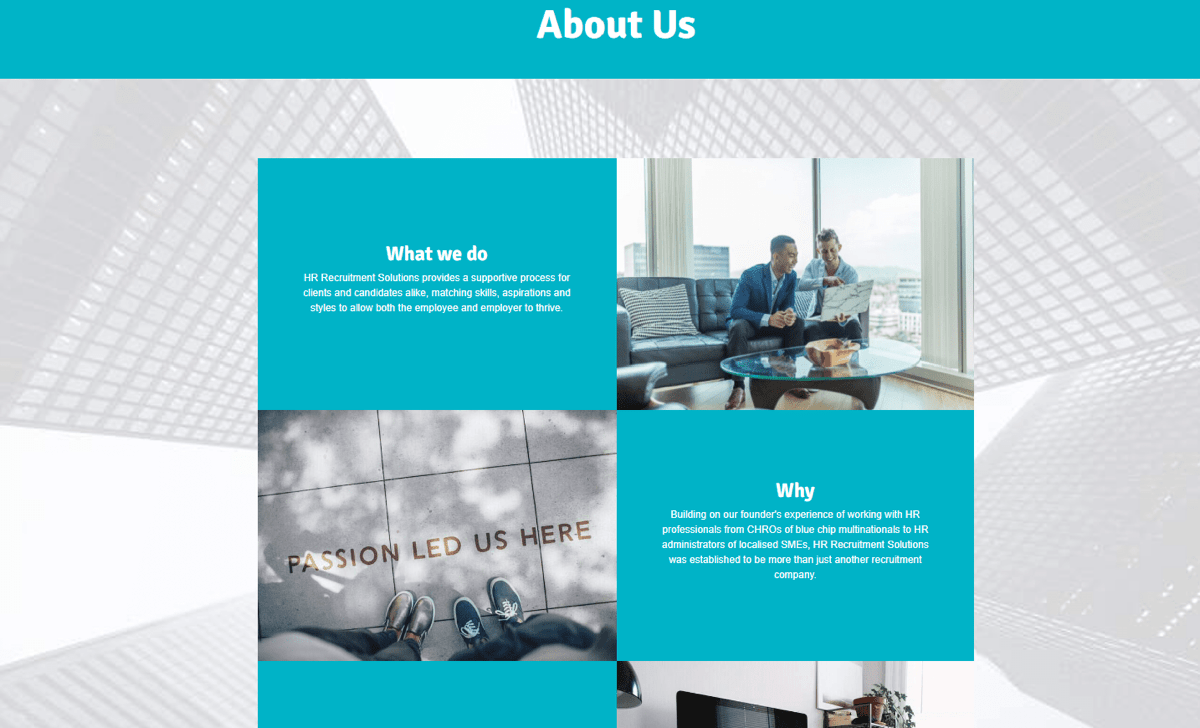 About Us
What we do
HR Recruitment Solutions provides a supportive process for
clients and candidates alike, matching skills, aspirations and
styles to allow both the employee and employer to thrive.
PASSION LED US HERE
Why
Building on our founder's experience of working with HR
professionals from CHROs of blue chip multinationals to HR
administrators of localised SMEs, HR Recruitment Solutions
was established to be more than just another recruitment
company.